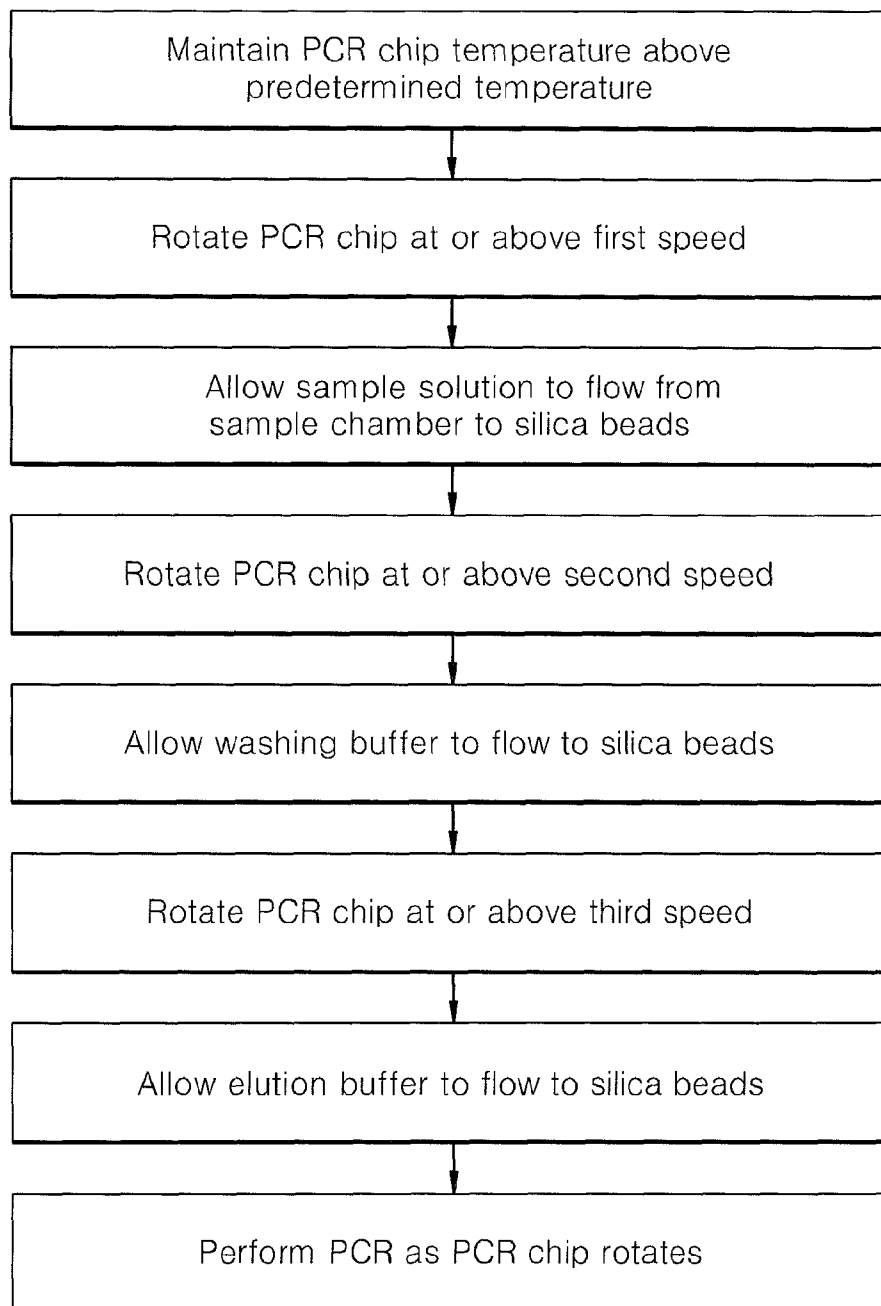 Maintain PCR chip temperature above
predetermined temperature
Rotate PCR chip at or above first speed
Allow sample solution to flow from
sample chamber to silica beads
Rotate PCR chip at or above second speed
Allow washing buffer to flow to silica beads
Rotate PCR chip at or above third speed
Allow elution buffer to flow to silica beads
Perform PCR as PCR chip rotates